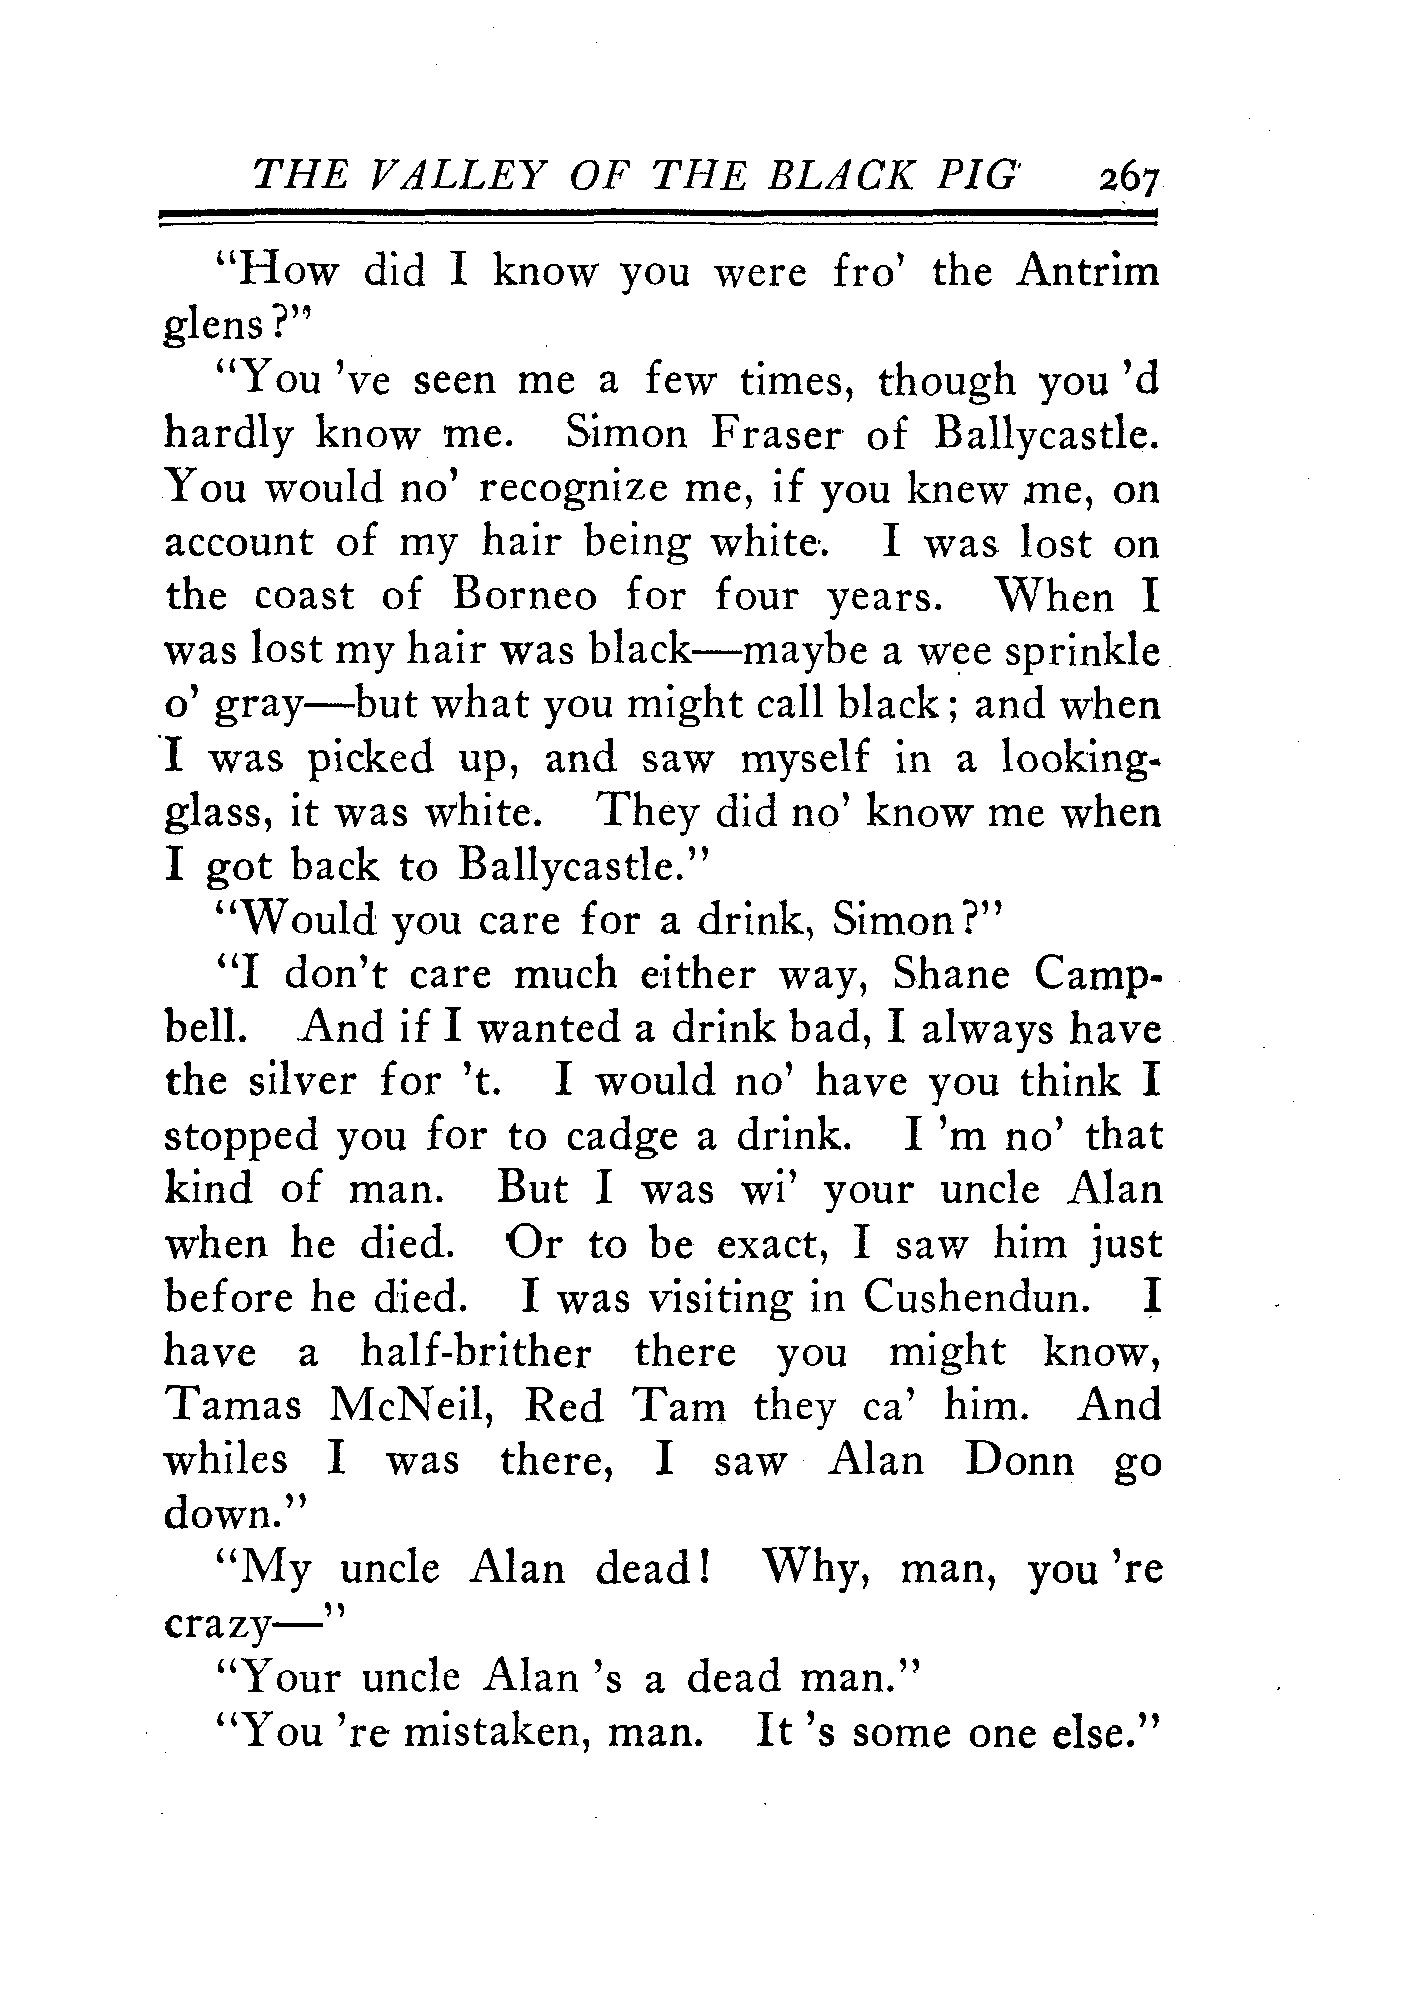 THE VALLEY OF THE BLACK PIG 267
"How did I know you were fro' the Antrim
glens?"
"You 've seen me a few times, though you 'd
hardly know me. Simon Fraser of Ballycastle.
You would no' recognize me, if you knew me, on
account of my hair being white. I was lost on
the coast of Borneo for four years. When I
was lost my hair was black—maybe a wee sprinkle
o' gray—but what you might call black; and when
I was picked up, and saw myself in a looking-
glass, it was white. They did no' know me when
I got back to Ballycastle."
"Would you care for a drink, Simon?"
"I don't care much either way, Shane Camp-
bell. And if I wanted a drink bad, I always have
the silver for 't. I would no' have you think I
stopped you for to cadge a drink. I 'm no' that
kind of man. But I was wi' your uncle Alan
when he died. Or to be exact, I saw him just
before he died. I was visiting in Cushendun. I
have a half-brither there you might know,
Tamas McNeil, Red Tam they ca' him. And
whiles I was there, I saw Alan Donn go
down."
"My uncle Alan dead! Why, man, you 're
crazy—"
"Your uncle Alan 's a dead man."
"You 're mistaken, man. It 's some one else."